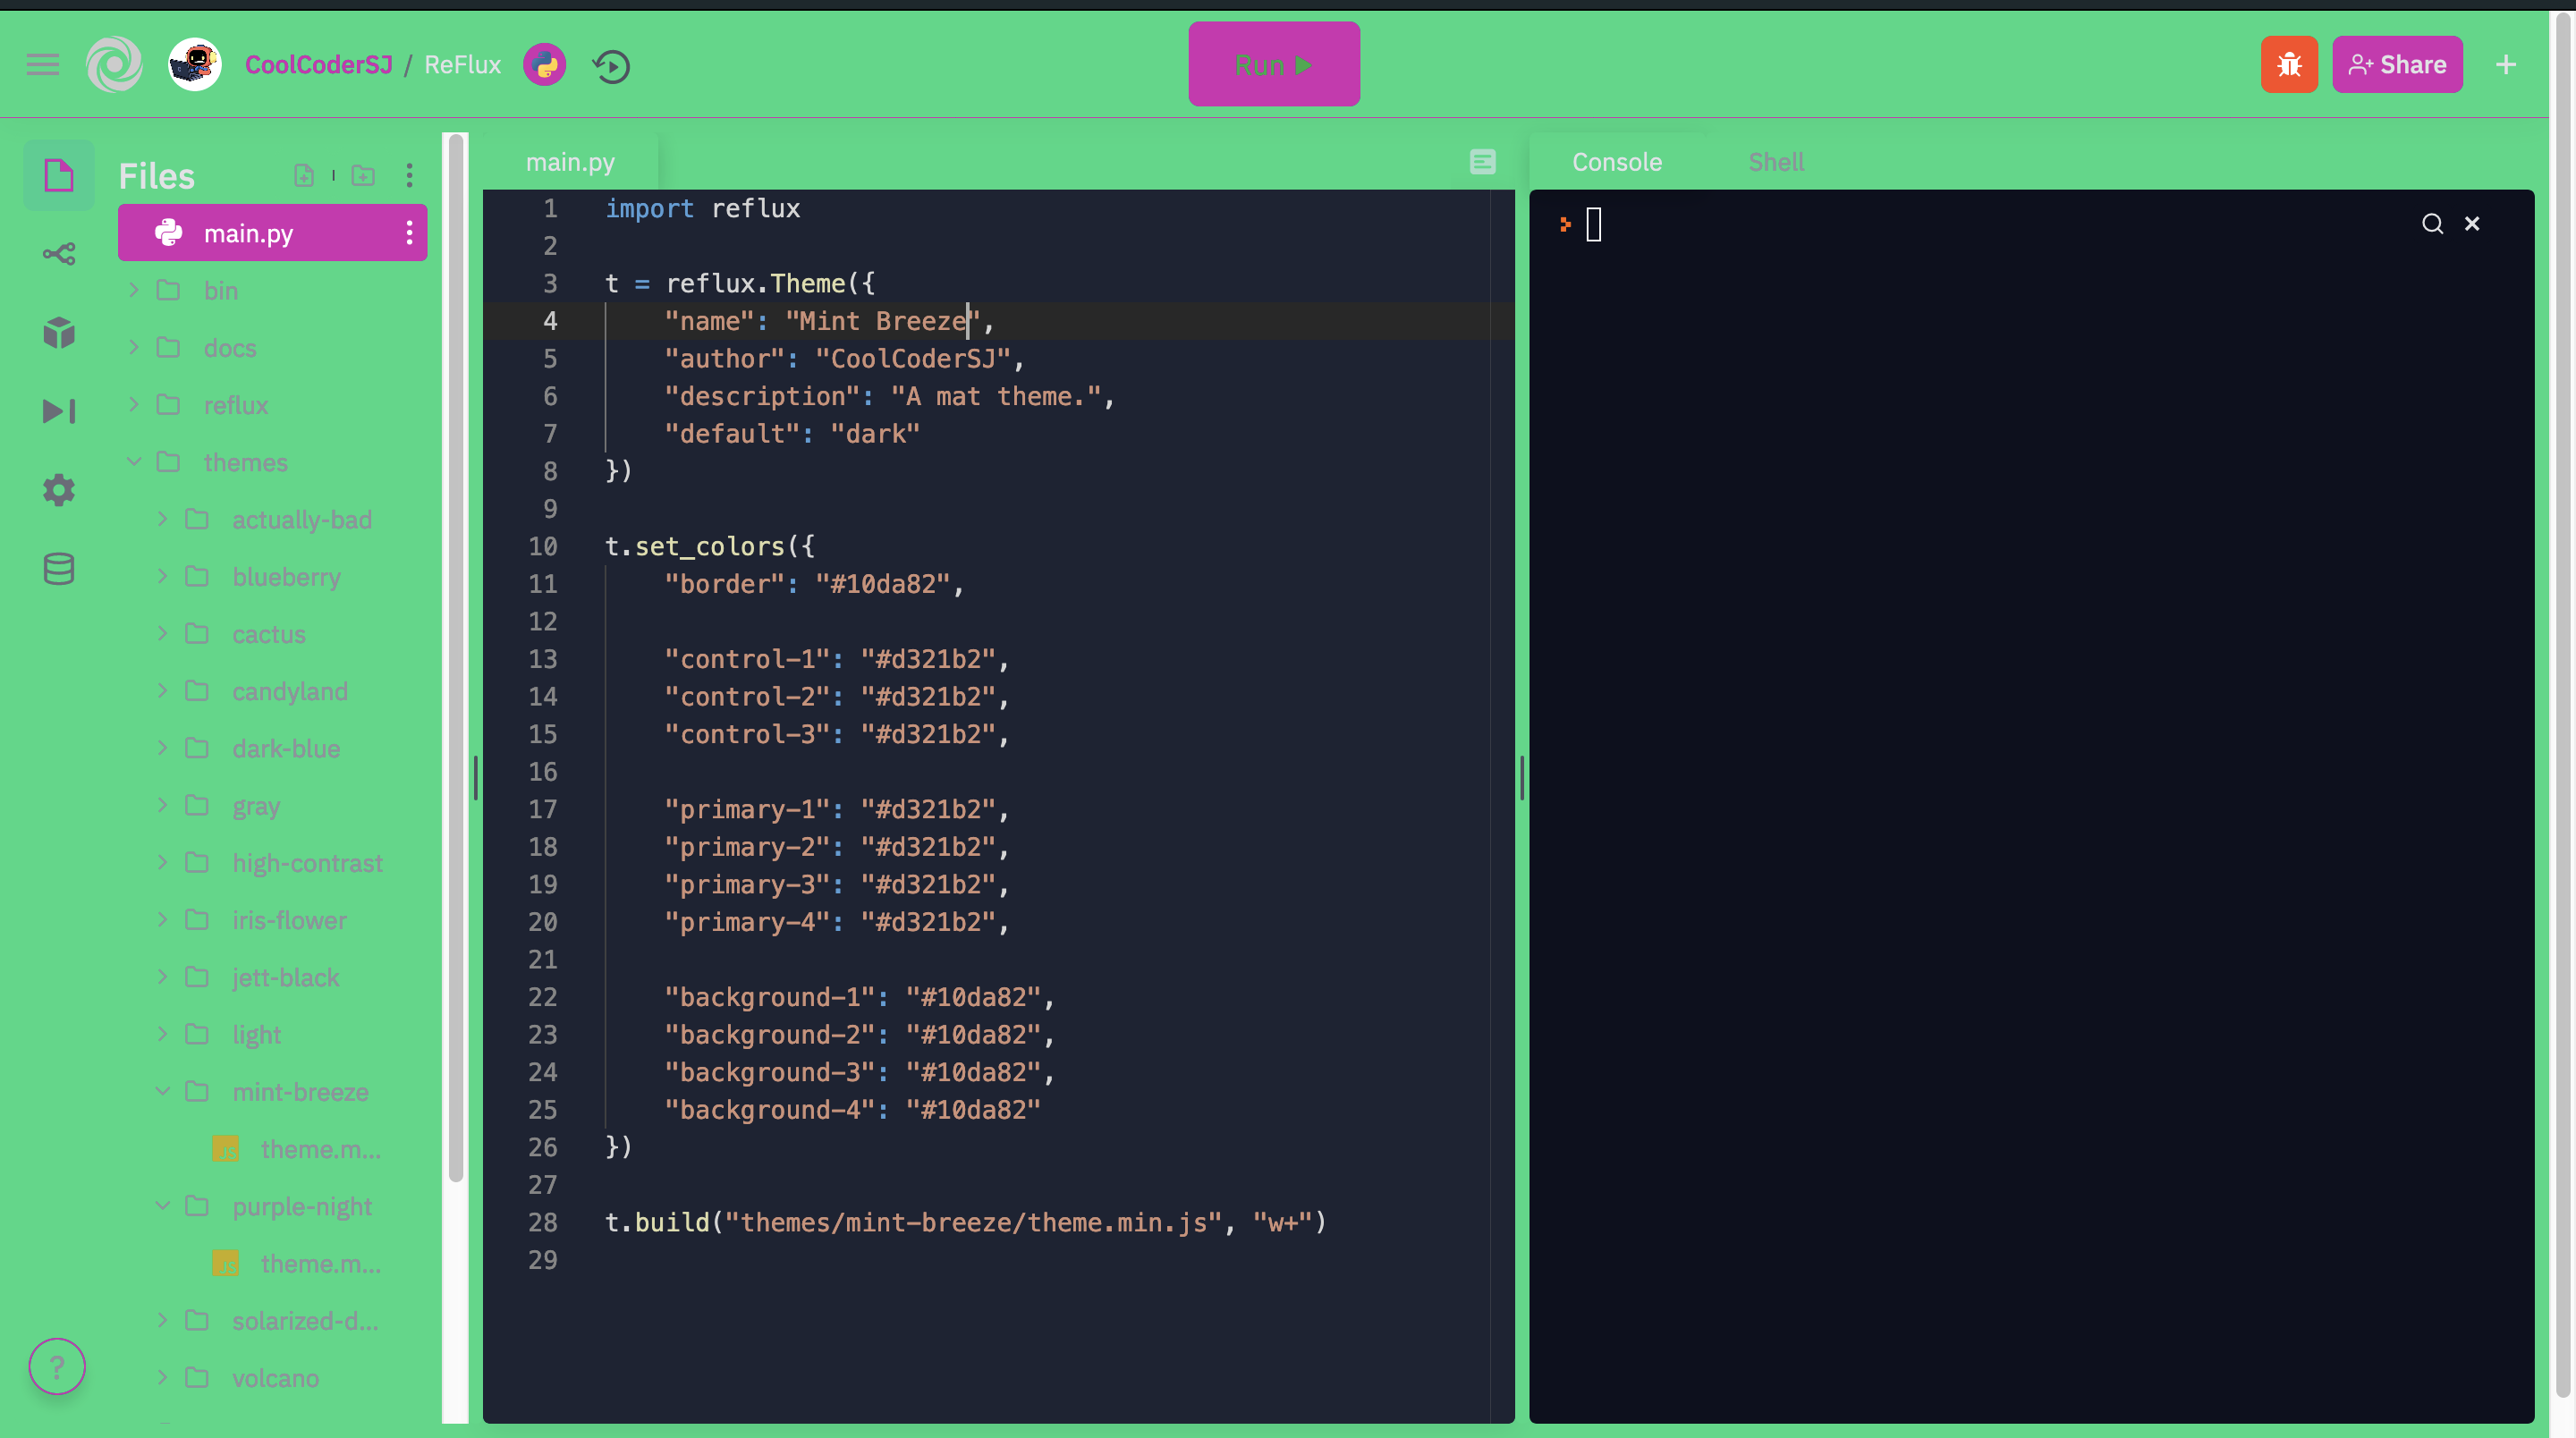 CoolCoderSJ / ReFlux
Run
Share
Files
main.py
bin
docs
reflux
themes
actually-bad
blueberry
cactus
candyland
dark-blue
gray
high-contrast
iris-flower
jett-black
light
mint-breeze
JS theme.m...
purple-night
JS theme.m...
solarized-d...
volcano
?
main.py
1 import reflux
2
3 t = reflux.Theme({
4 "name": "Mint Breeze",
5 "author": "CoolCoderSJ",
6 "description": "A mat theme.",
7 "default": "dark"
8 })
9
10 t.set_colors({
11 "border": "#10da82",
12
13 "control-1": "#d321b2",
14 "control-2": "#d321b2",
15 "control-3": "#d321b2",
16
17 "primary-1": "#d321b2",
18 "primary-2": "#d321b2",
19 "primary-3": "#d321b2",
20 "primary-4": "#d321b2",
21
22 "background-1": "#10da82",
23 "background-2": "#10da82",
24 "background-3": "#10da82",
25 "background-4": "#10da82"
26 })
27
28 t.build("themes/mint-breeze/theme.min.js", "w+")
29
Console Shell